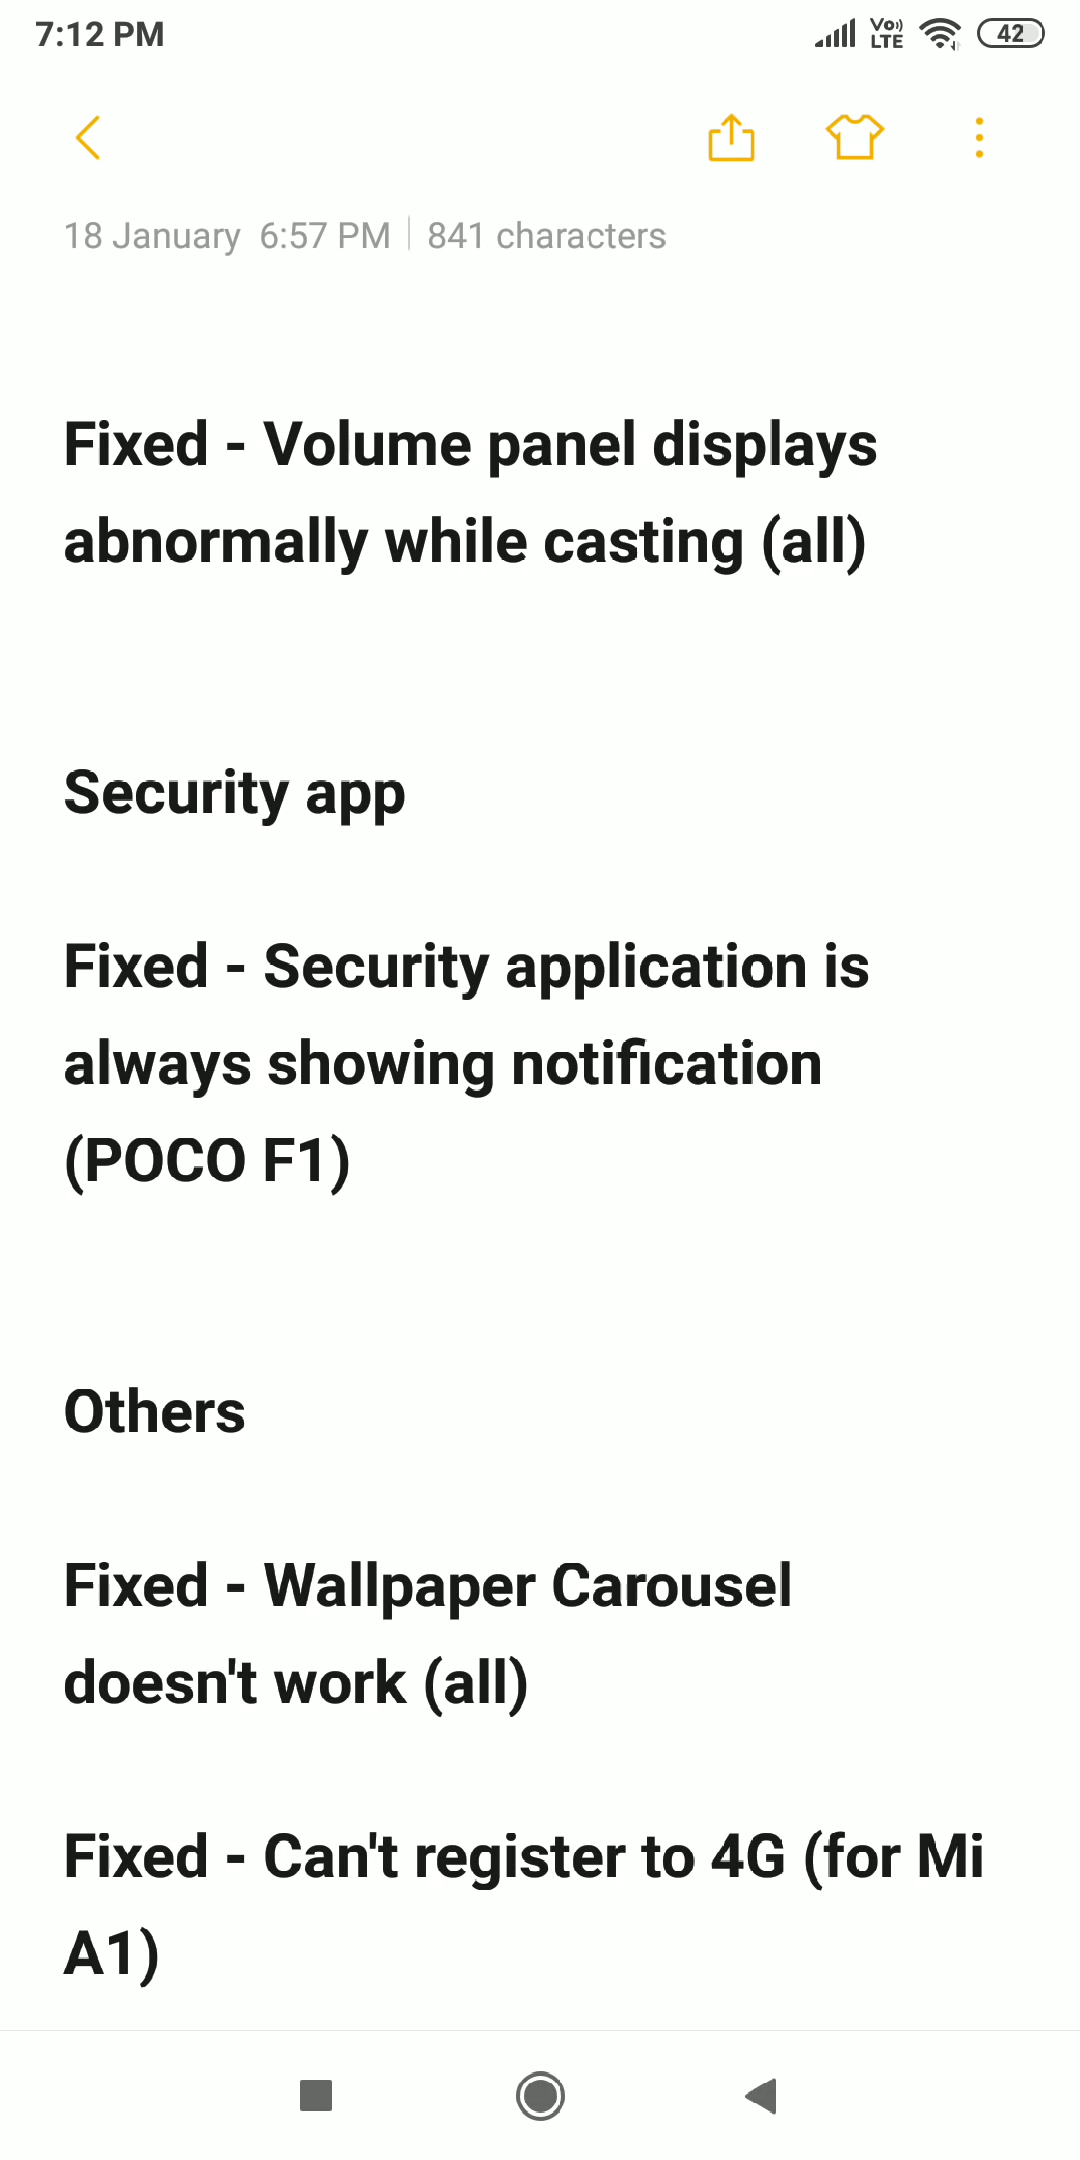 7:12 PM
Vo)) LTE
42
18 January 6:57 PM | 841 characters
Fixed - Volume panel displays
abnormally while casting (all)
Security app
Fixed - Security application is
always showing notification
(POCO F1)
Others
Fixed - Wallpaper Carousel
doesn't work (all)
Fixed - Can't register to 4G (for Mi
A1)